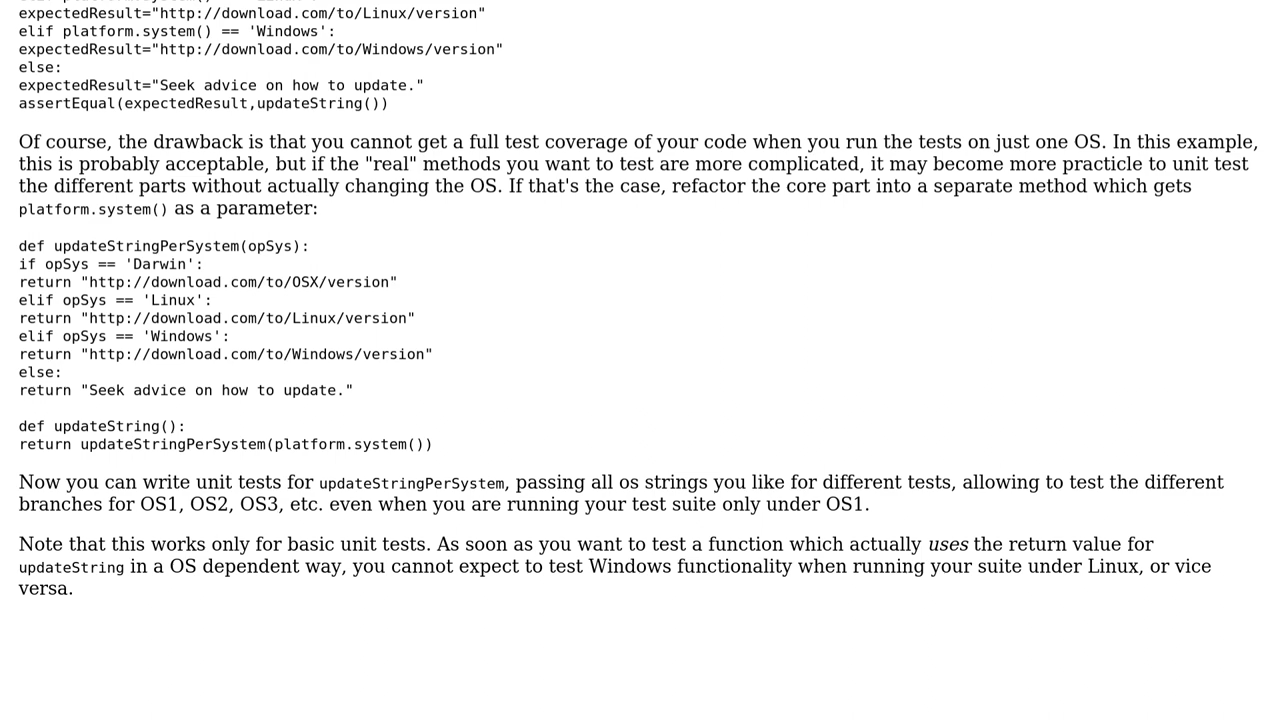 expectedResult="http://download.com/to/Linux/version"
elif platform.system() == 'Windows':
expectedResult="http://download.com/to/Windows/version"
else:
expectedResult="Seek advice on how to update."
assertEqual(expectedResult,updateString())
Of course, the drawback is that you cannot get a full test coverage of your code when you run the tests on just one OS. In this example,
this is probably acceptable, but if the "real" methods you want to test are more complicated, it may become more practicle to unit test
the different parts without actually changing the OS. If that's the case, refactor the core part into a separate method which gets
platform.system() as a parameter:
def updateStringPerSystem(opSys):
if opSys == 'Darwin':
return "http://download.com/to/OSX/version"
elif opSys == 'Linux':
return "http://download.com/to/Linux/version"
elif opSys == 'Windows':
return "http://download.com/to/Windows/version"
else:
return "Seek advice on how to update."
def updateString():
return updateStringPerSystem(platform.system())
Now you can write unit tests for updateStringPerSystem, passing all os strings you like for different tests, allowing to test the different
branches for OS1, OS2, OS3, etc. even when you are running your test suite only under OS1.
Note that this works only for basic unit tests. As soon as you want to test a function which actually uses the return value for
updateString in a OS dependent way, you cannot expect to test Windows functionality when running your suite under Linux, or vice
versa.